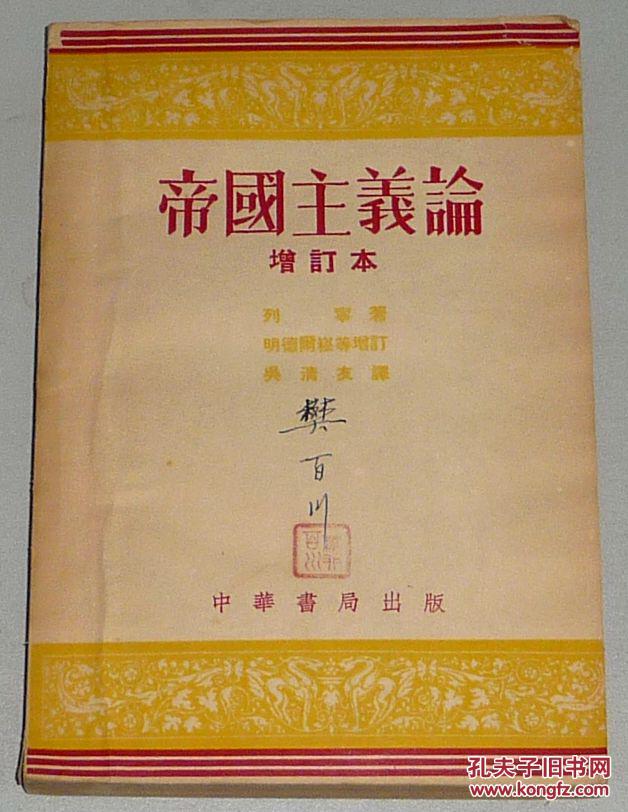 帝國主義論
增訂本
列寧著
明德爾崧等增訂
吳清友譯
樊百川
中華書局出版
孔夫子旧书网
www.kongfz.com